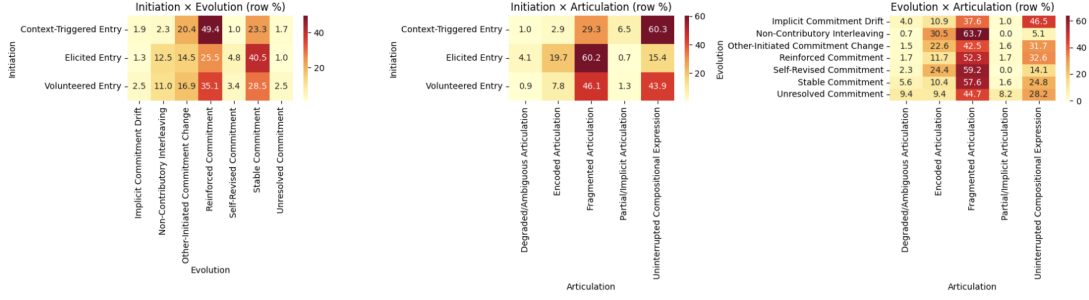 Initiation × Evolution (row %)
Initiation
Context-Triggered Entry 1.9 2.3 20.4 49.4 1.0 23.3 1.7
Elicited Entry 1.3 12.5 14.5 25.5 4.8 40.5 1.0
Volunteered Entry 2.5 11.0 16.9 35.1 3.4 28.5 2.5
Implicit Commitment Drift
Non-Contributory Interleaving
Other-Initiated Commitment Change
Reinforced Commitment
Self-Revised Commitment
Stable Commitment
Unresolved Commitment
Evolution
40
20
Initiation × Articulation (row %)
Initiation
Context-Triggered Entry 1.0 2.9 29.3 6.5 60.3
Elicited Entry 4.1 19.7 60.2 0.7 15.4
Volunteered Entry 0.9 7.8 46.1 1.3 43.9
Degraded/Ambiguous Articulation
Encoded Articulation
Fragmented Articulation
Partial/Implicit Articulation
Uninterrupted Compositional Expression
Articulation
60
40
20
Evolution × Articulation (row %)
Evolution
Implicit Commitment Drift 4.0 10.9 37.6 1.0 46.5
Non-Contributory Interleaving 0.7 30.5 63.7 0.0 5.1
Other-Initiated Commitment Change 1.5 22.6 42.5 1.6 31.7
Reinforced Commitment 1.7 11.7 52.3 1.7 32.6
Self-Revised Commitment 2.3 24.4 59.2 0.0 14.1
Stable Commitment 5.6 10.4 57.6 1.6 24.8
Unresolved Commitment 9.4 9.4 44.7 8.2 28.2
Degraded/Ambiguous Articulation
Encoded Articulation
Fragmented Articulation
Partial/Implicit Articulation
Uninterrupted Compositional Expression
Articulation
60
40
20
0